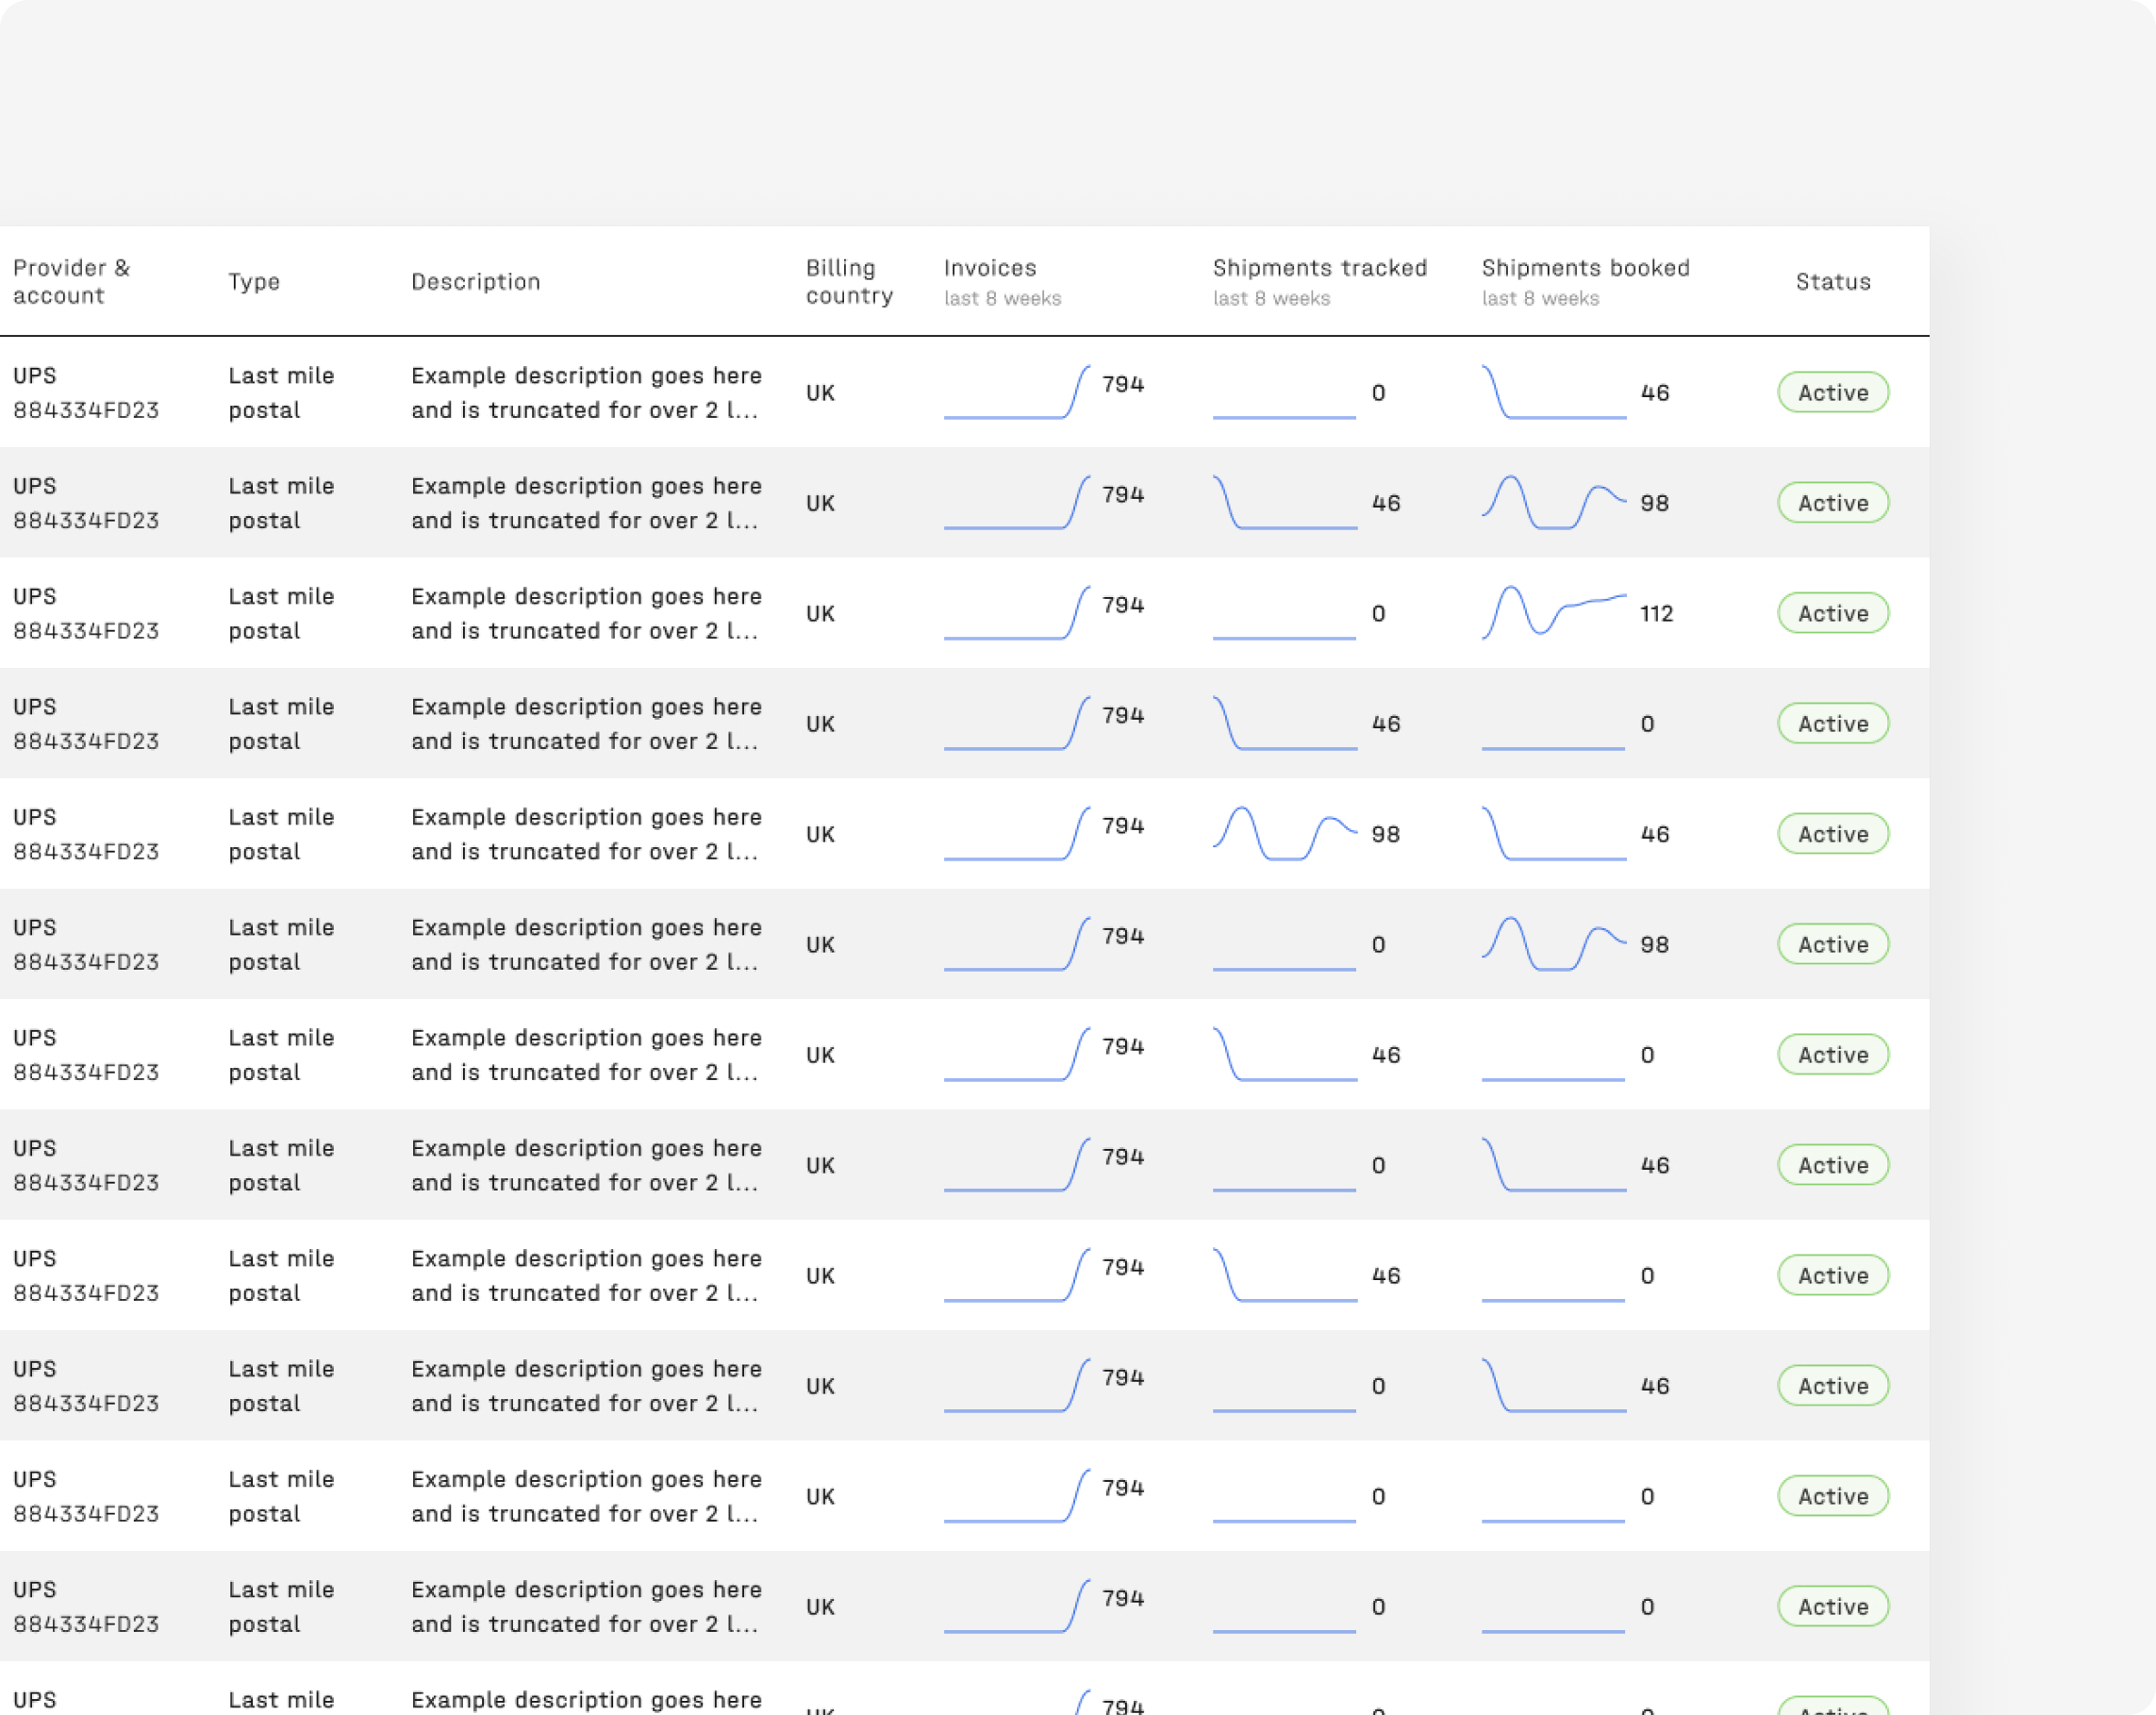 Provider &
account
Type
Description
Billing
country
Invoices
last 8 weeks
Shipments tracked
last 8 weeks
Shipments booked
last 8 weeks
Status
UPS
884334FD23
Last mile
postal
Example description goes here
and is truncated for over 2 l...
UK
794
0
46
Active
UPS
884334FD23
Last mile
postal
Example description goes here
and is truncated for over 2 l...
UK
794
46
98
Active
UPS
884334FD23
Last mile
postal
Example description goes here
and is truncated for over 2 l...
UK
794
0
112
Active
UPS
884334FD23
Last mile
postal
Example description goes here
and is truncated for over 2 l...
UK
794
46
0
Active
UPS
884334FD23
Last mile
postal
Example description goes here
and is truncated for over 2 l...
UK
794
98
46
Active
UPS
884334FD23
Last mile
postal
Example description goes here
and is truncated for over 2 l...
UK
794
0
98
Active
UPS
884334FD23
Last mile
postal
Example description goes here
and is truncated for over 2 l...
UK
794
46
0
Active
UPS
884334FD23
Last mile
postal
Example description goes here
and is truncated for over 2 l...
UK
794
0
46
Active
UPS
884334FD23
Last mile
postal
Example description goes here
and is truncated for over 2 l...
UK
794
46
0
Active
UPS
884334FD23
Last mile
postal
Example description goes here
and is truncated for over 2 l...
UK
794
0
46
Active
UPS
884334FD23
Last mile
postal
Example description goes here
and is truncated for over 2 l...
UK
794
0
0
Active
UPS
884334FD23
Last mile
postal
Example description goes here
and is truncated for over 2 l...
UK
794
0
0
Active
UPS
Last mile
Example description goes here
794